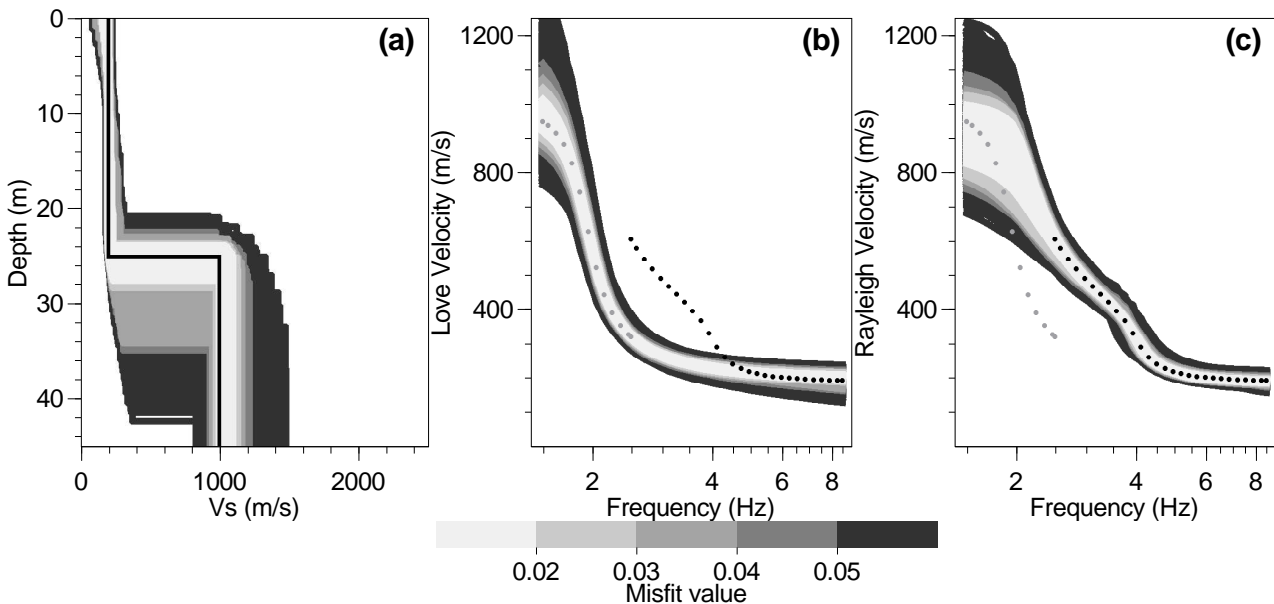 (a)
0
10
20
30
40
Depth (m)
0
1000
2000
Vs (m/s)
(b)
1200
800
400
Love Velocity (m/s)
2
4
6
8
Frequency (Hz)
(c)
1200
800
400
Rayleigh Velocity (m/s)
2
4
6
8
Frequency (Hz)
0.02
0.03
0.04
0.05
Misfit value